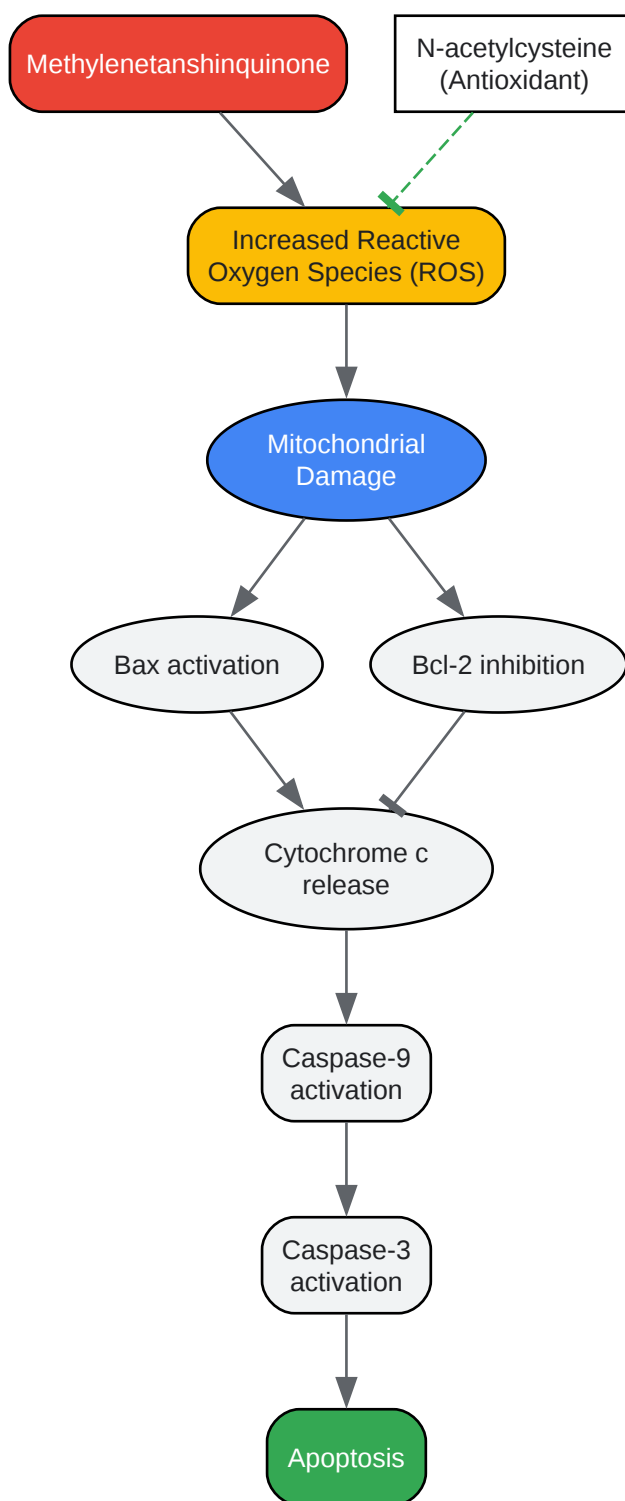 Methylenetanshinquinone
N-acetylcysteine
(Antioxidant)
Increased Reactive
Oxygen Species (ROS)
Mitochondrial
Damage
Bax activation
Bcl-2 inhibition
Cytochrome c
release
Caspase-9
activation
Caspase-3
activation
Apoptosis